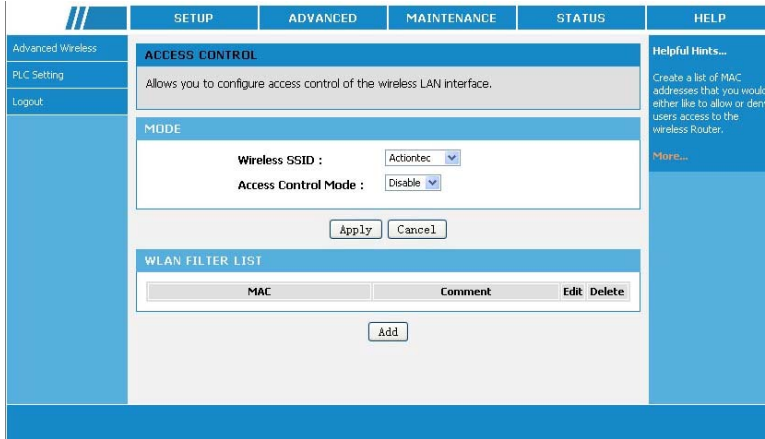 SETUP ADVANCED MAINTENANCE STATUS HELP
Advanced Wireless
PLC Setting
Logout
ACCESS CONTROL
Allows you to configure access control of the wireless LAN interface.
MODE
Wireless SSID : Actiontec
Access Control Mode : Disable
Apply Cancel
WLAN FILTER LIST
MAC Comment Edit Delete
Add
Helpful Hints...
Create a list of MAC
addresses that you would
either like to allow or den
users access to the
wireless Router.
More...